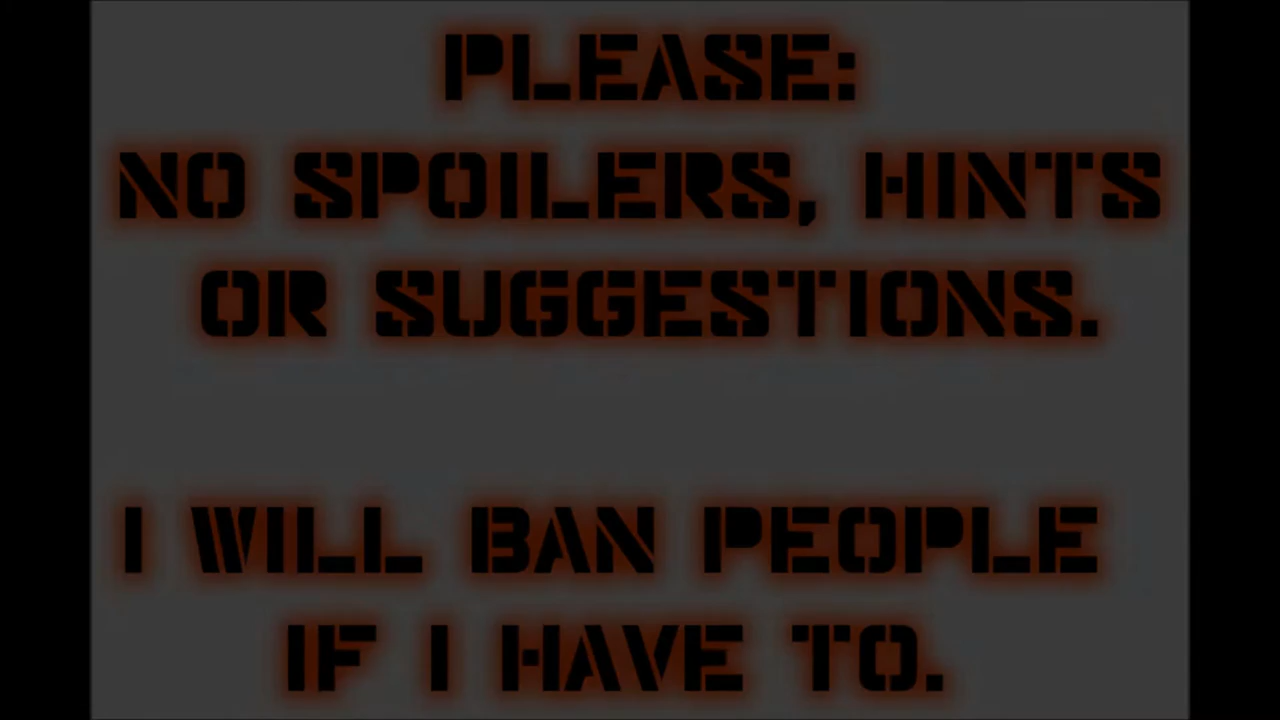 PLEASE:
NO SPOILERS, HINTS
OR SUGGESTIONS.
I WILL BAN PEOPLE
IF I HAVE TO.